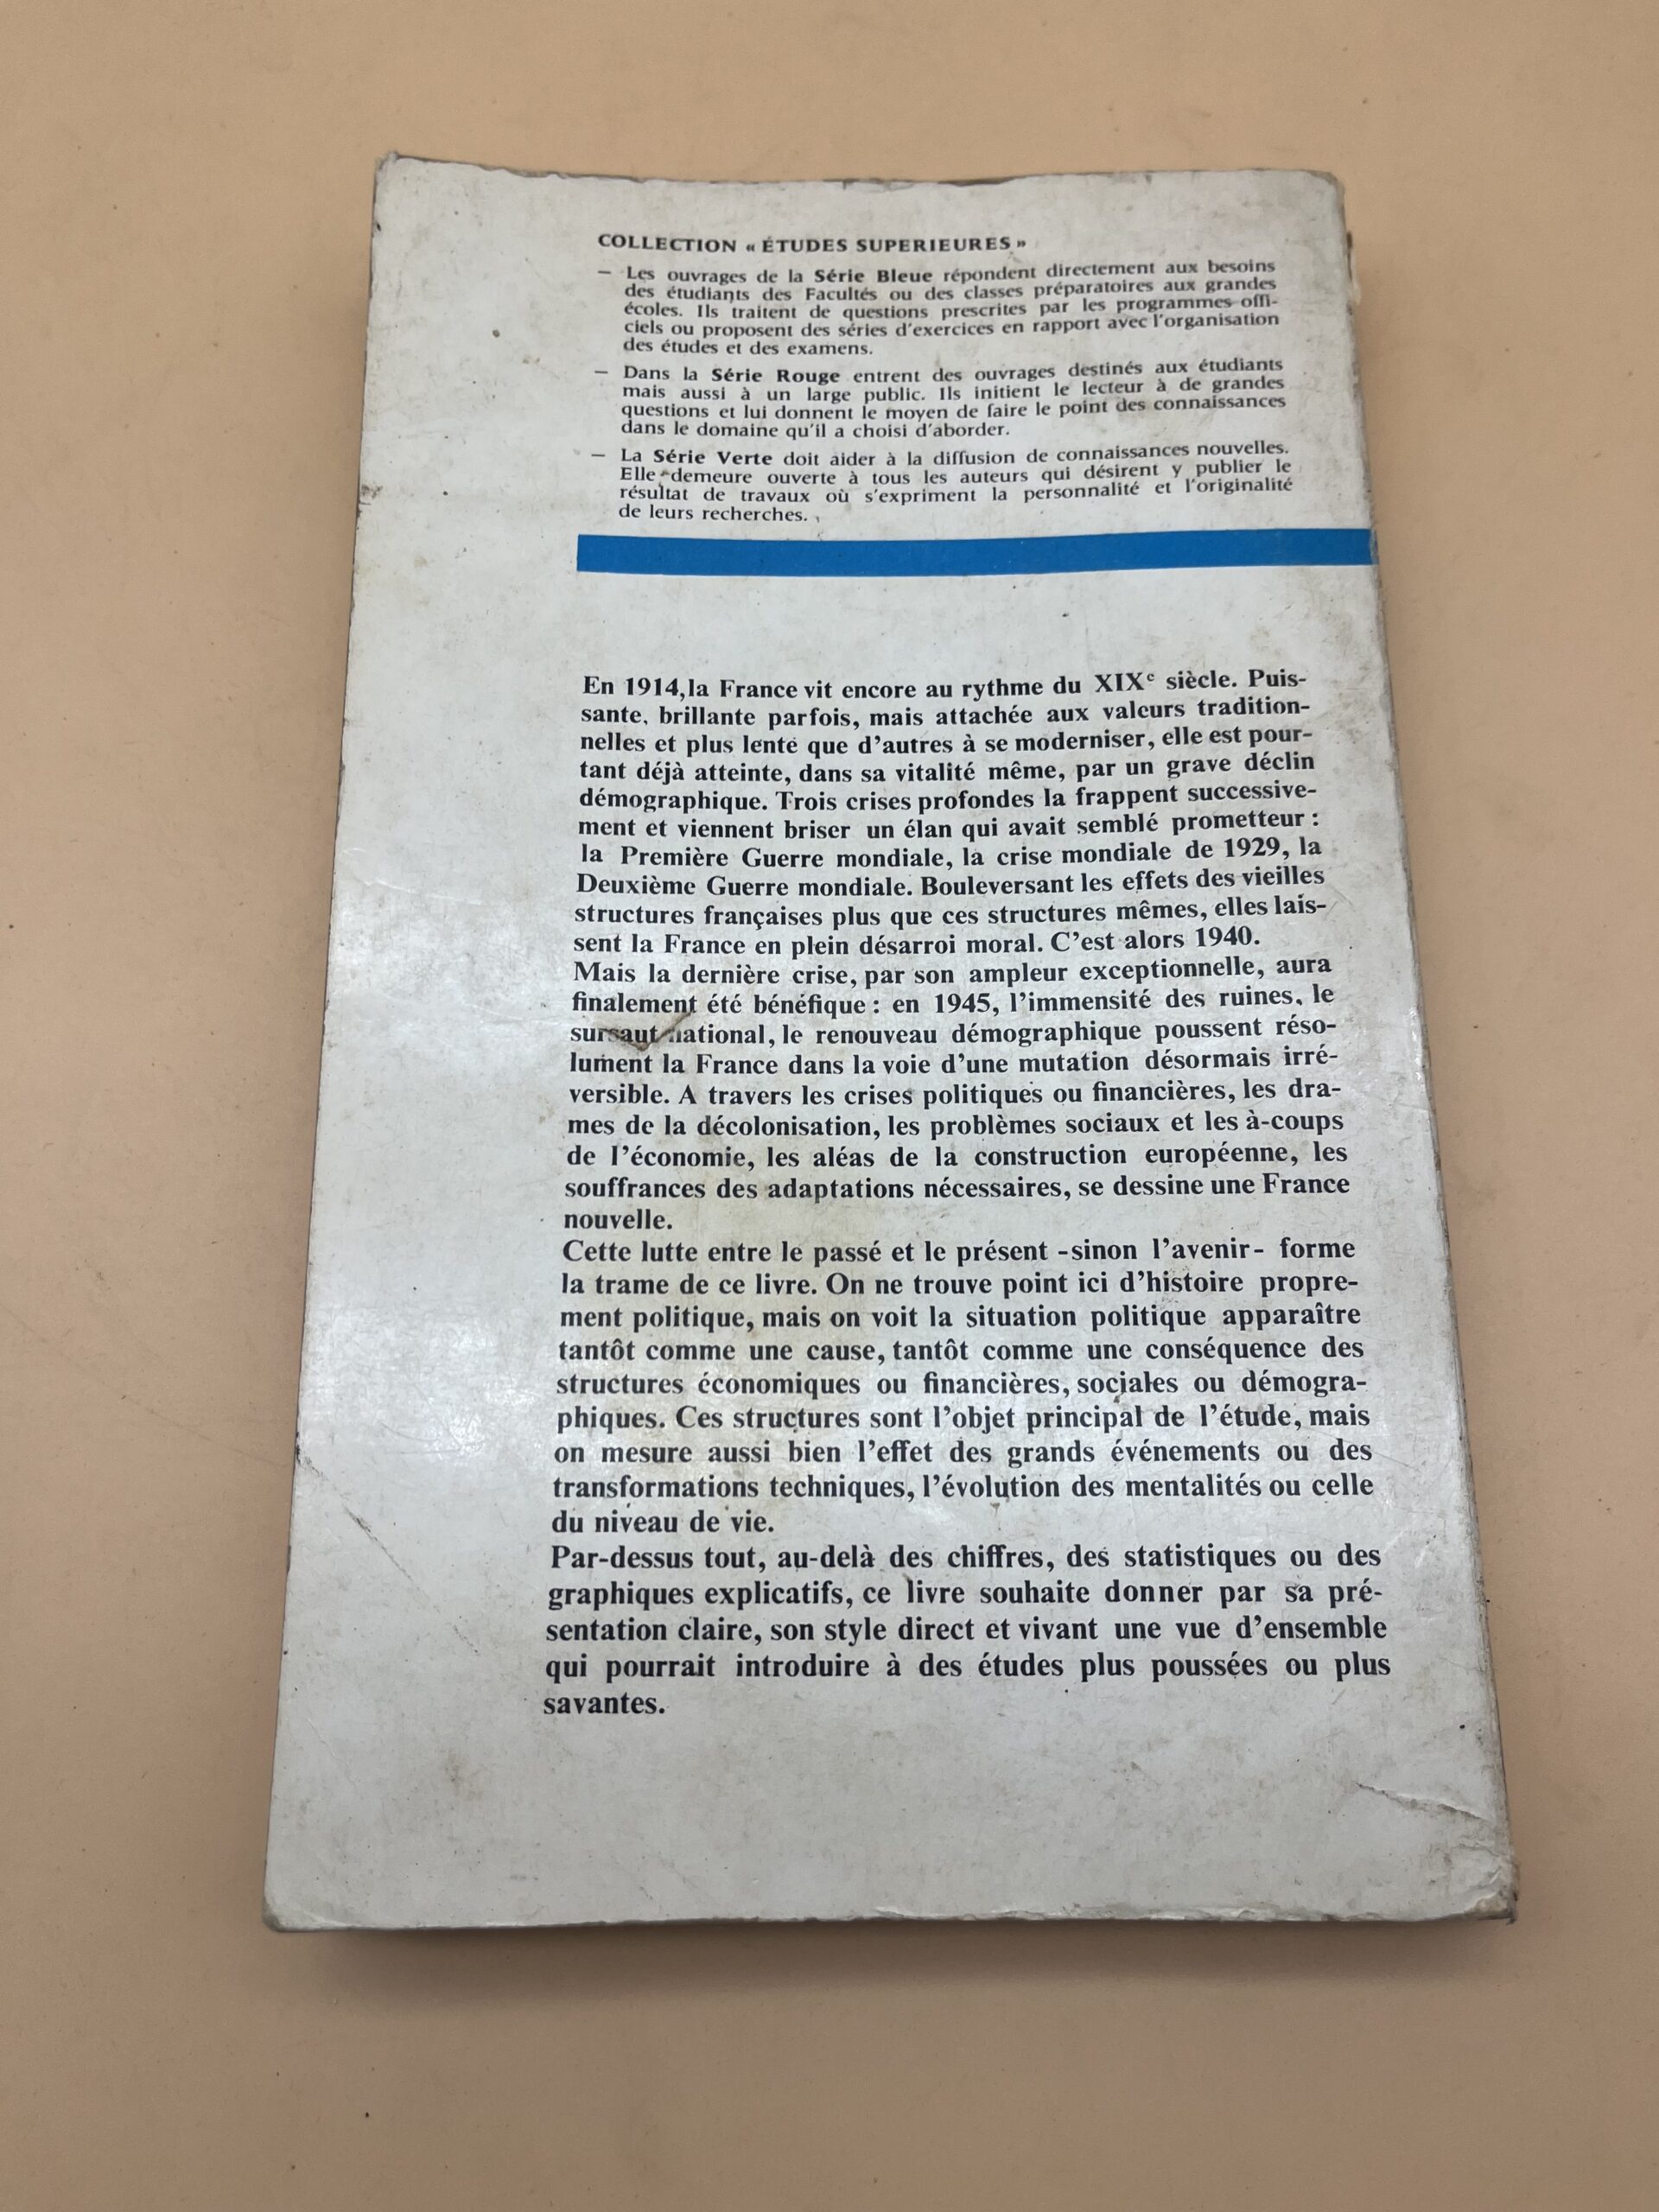 COLLECTION « ÉTUDES SUPERIEURES »
— Les ouvrages de la Série Bleue répondent directement aux besoins
des étudiants des Facultés ou des classes préparatoires aux grandes
écoles. Ils traitent de questions prescrites par les programmes offi-
ciels ou proposent des séries d'exercices en rapport avec l'organisation
des études et des examens.
— Dans la Série Rouge entrent des ouvrages destinés aux étudiants
mais aussi à un large public. Ils initient le lecteur à de grandes
questions et lui donnent le moyen de faire le point des connaissances
dans le domaine qu'il a choisi d'aborder.
— La Série Verte doit aider à la diffusion de connaissances nouvelles.
Elle demeure ouverte à tous les auteurs qui désirent y publier le
résultat de travaux où s'expriment la personnalité et l'originalité
de leurs recherches.
En 1914, la France vit encore au rythme du XIXe siècle. Puis-
sante, brillante parfois, mais attachée aux valeurs tradition-
nelles et plus lente que d'autres à se moderniser, elle est pour-
tant déjà atteinte, dans sa vitalité même, par un grave déclin
démographique. Trois crises profondes la frappent successive-
ment et viennent briser un élan qui avait semblé prometteur :
la Première Guerre mondiale, la crise mondiale de 1929, la
Deuxième Guerre mondiale. Bouleversant les effets des vieilles
structures françaises plus que ces structures mêmes, elles lais-
sent la France en plein désarroi moral. C'est alors 1940.
Mais la dernière crise, par son ampleur exceptionnelle, aura
finalement été bénéfique : en 1945, l'immensité des ruines, le
sursaut national, le renouveau démographique poussent réso-
lument la France dans la voie d'une mutation désormais irré-
versible. A travers les crises politiques ou financières, les dra-
mes de la décolonisation, les problèmes sociaux et les à-coups
de l'économie, les aléas de la construction européenne, les
souffrances des adaptations nécessaires, se dessine une France
nouvelle.
Cette lutte entre le passé et le présent -sinon l'avenir- forme
la trame de ce livre. On ne trouve point ici d'histoire propre-
ment politique, mais on voit la situation politique apparaître
tantôt comme une cause, tantôt comme une conséquence des
structures économiques ou financières, sociales ou démogra-
phiques. Ces structures sont l'objet principal de l'étude, mais
on mesure aussi bien l'effet des grands événements ou des
transformations techniques, l'évolution des mentalités ou celle
du niveau de vie.
Par-dessus tout, au-delà des chiffres, des statistiques ou des
graphiques explicatifs, ce livre souhaite donner par sa pré-
sentation claire, son style direct et vivant une vue d'ensemble
qui pourrait introduire à des études plus poussées ou plus
savantes.